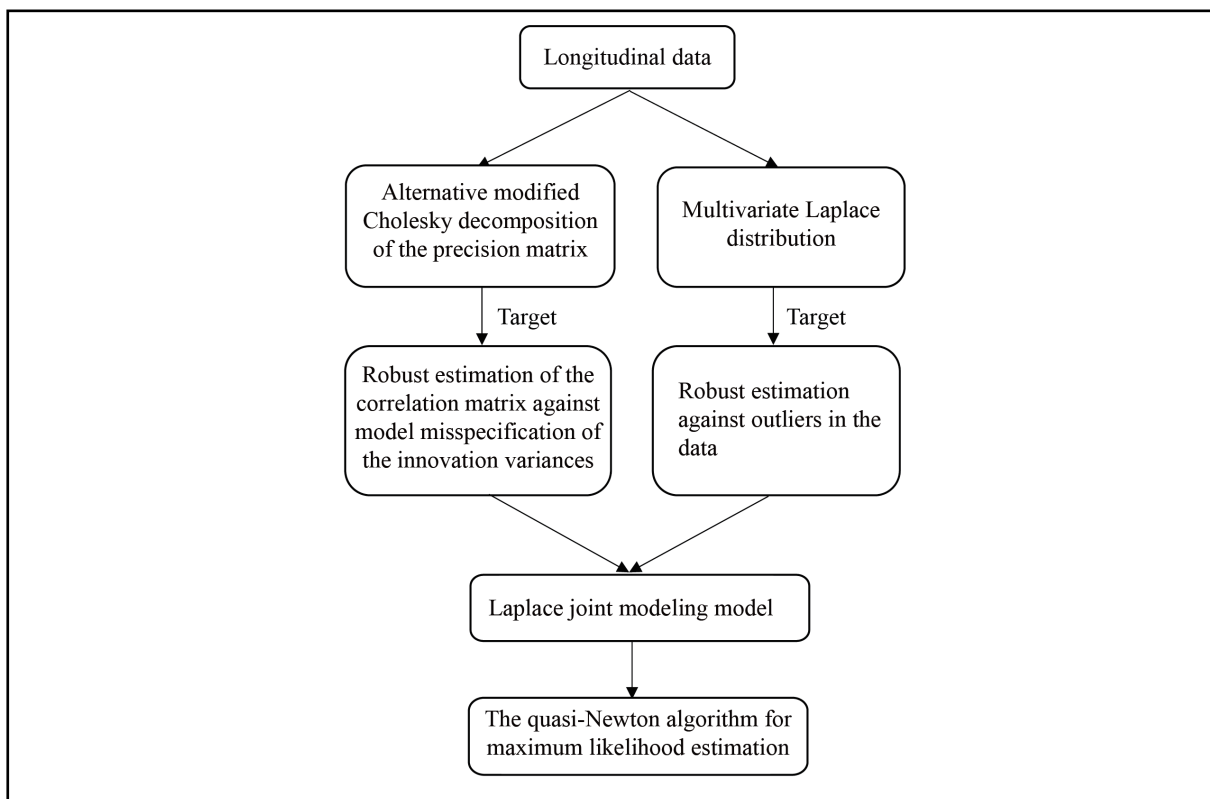 Longitudinal data
Alternative modified
Cholesky decomposition
of the precision matrix
Multivariate Laplace
distribution
Target
Target
Robust estimation of the
correlation matrix against
model misspecification of
the innovation variances
Robust estimation
against outliers in the
data
Laplace joint modeling model
The quasi-Newton algorithm for
maximum likelihood estimation